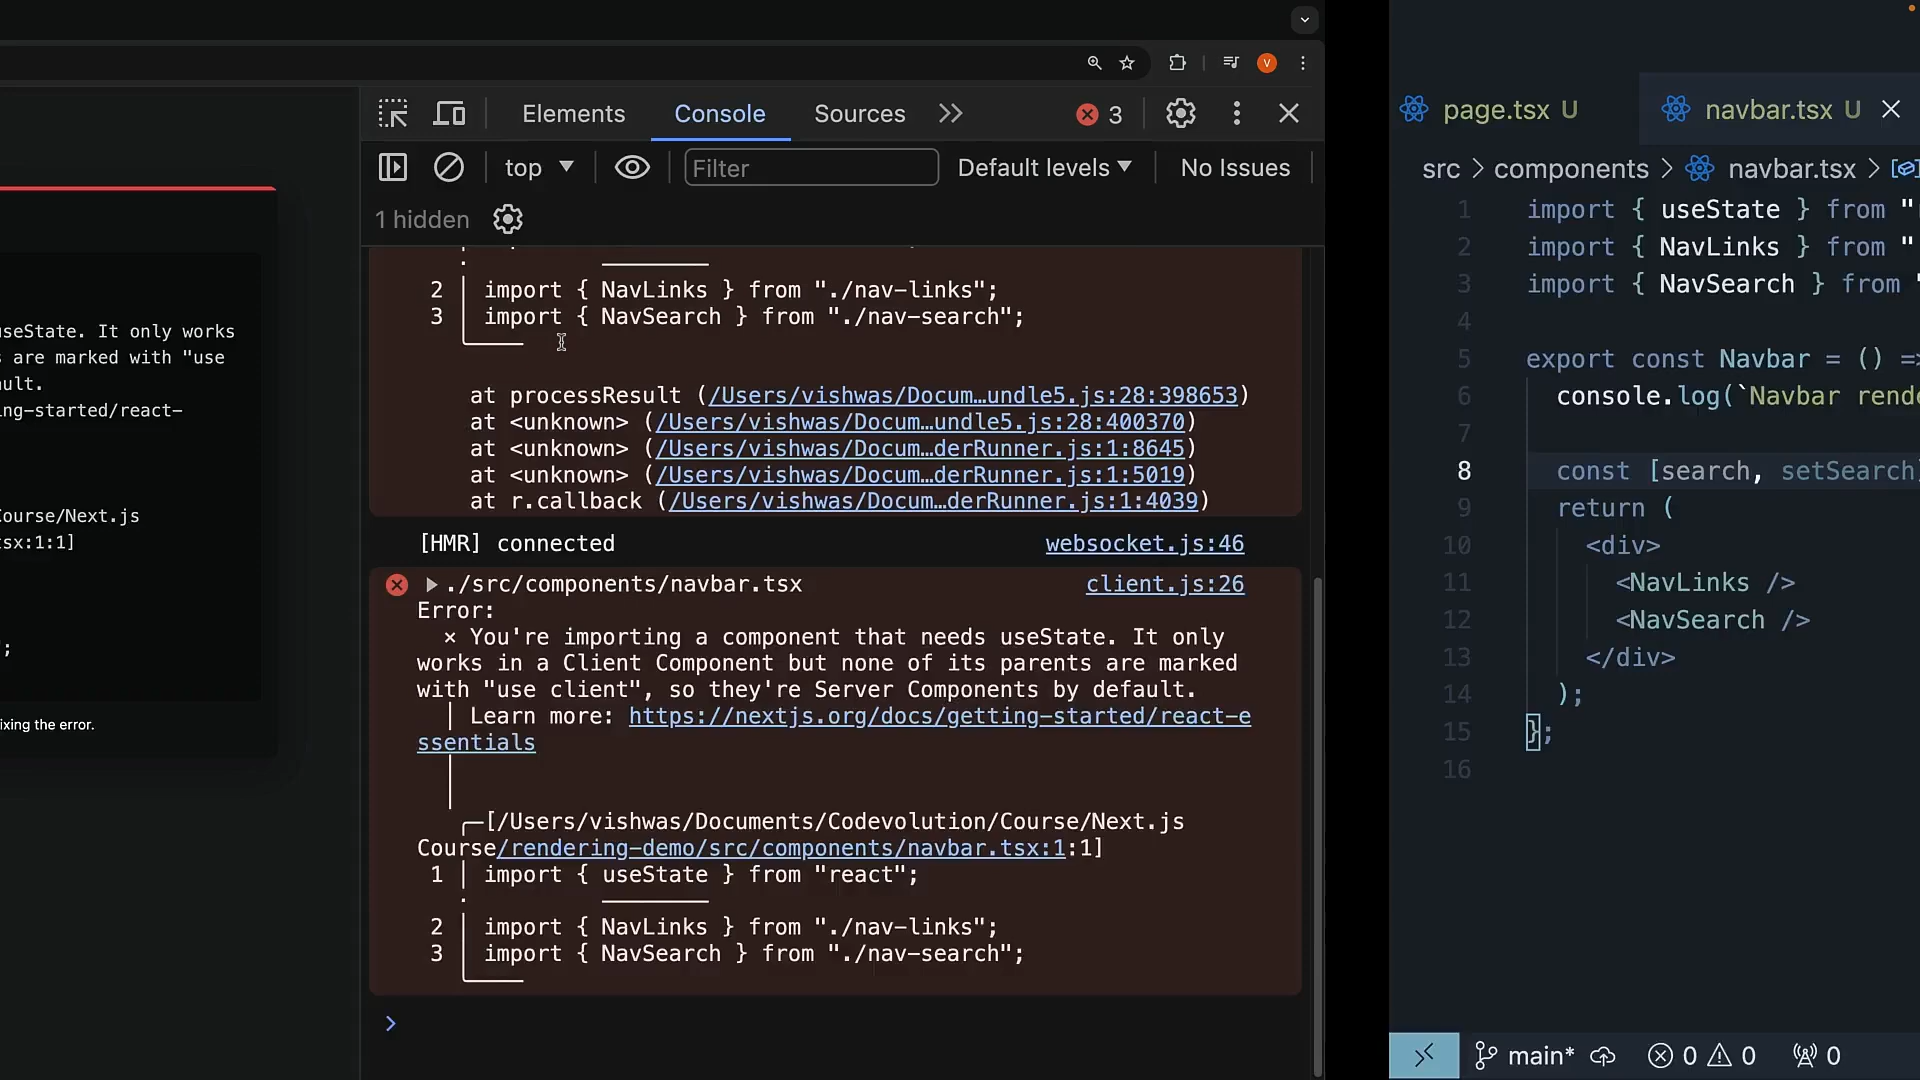 V
Elements
Console
Sources
3
top
Filter
Default levels
No Issues
1 hidden
2 import { NavLinks } from "./nav-links";
3 import { NavSearch } from "./nav-search";
at processResult (/Users/vishwas/Docum…undle5.js:28:398653)
at <unknown> (/Users/vishwas/Docum…undle5.js:28:400370)
at <unknown> (/Users/vishwas/Docum…derRunner.js:1:8645)
at <unknown> (/Users/vishwas/Docum…derRunner.js:1:5019)
at r.callback (/Users/vishwas/Docum…derRunner.js:1:4039)
[HMR] connected
websocket.js:46
./src/components/navbar.tsx
client.js:26
Error:
× You're importing a component that needs useState. It only
works in a Client Component but none of its parents are marked
with "use client", so they're Server Components by default.
| Learn more: https://nextjs.org/docs/getting-started/react-e
ssentials
[/Users/vishwas/Documents/Codevolution/Course/Next.js
Course/rendering-demo/src/components/navbar.tsx:1:1]
1 import { useState } from "react";
2 import { NavLinks } from "./nav-links";
3 import { NavSearch } from "./nav-search";
>
useState. It only works
s are marked with "use
ault.
ing-started/react-
Course/Next.js
tsx:1:1]
";
ixing the error.
page.tsx U
navbar.tsx U
src > components > navbar.tsx >
1 import { useState } from "
2 import { NavLinks } from "
3 import { NavSearch } from
4
5 export const Navbar = () =>
6 console.log(`Navbar rende
7
8 const [search, setSearch]
9 return (
10 <div>
11 <NavLinks />
12 <NavSearch />
13 </div>
14 );
15 };
16
main*
0
0
0